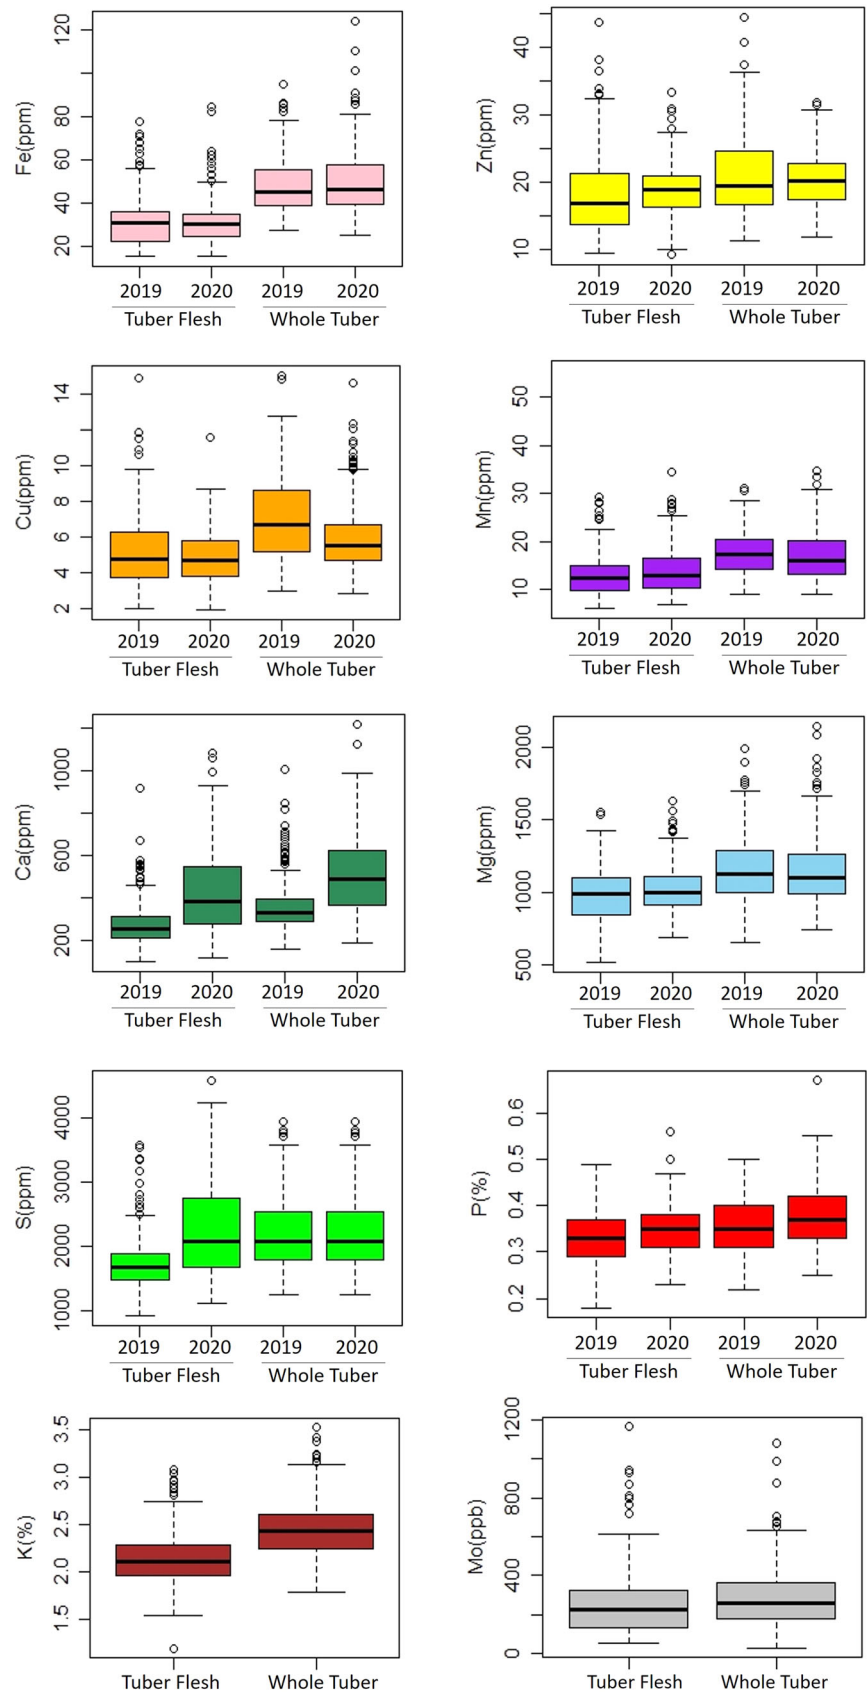 Fe(ppm)
120
80
60
40
20
2019 2020 2019 2020
Tuber Flesh Whole Tuber
Zn(ppm)
40
30
20
10
2019 2020 2019 2020
Tuber Flesh Whole Tuber
Cu(ppm)
14
10
8
6
4
2
2019 2020 2019 2020
Tuber Flesh Whole Tuber
Mn(ppm)
50
40
30
20
10
2019 2020 2019 2020
Tuber Flesh Whole Tuber
Ca(ppm)
1000
600
200
2019 2020 2019 2020
Tuber Flesh Whole Tuber
Mg(ppm)
2000
1500
1000
500
2019 2020 2019 2020
Tuber Flesh Whole Tuber
S(ppm)
4000
3000
2000
1000
2019 2020 2019 2020
Tuber Flesh Whole Tuber
P(%)
0.6
0.5
0.4
0.3
0.2
2019 2020 2019 2020
Tuber Flesh Whole Tuber
K(%)
3.5
3.0
2.5
2.0
1.5
Tuber Flesh Whole Tuber
Mo(ppb)
1200
800
400
0
Tuber Flesh Whole Tuber